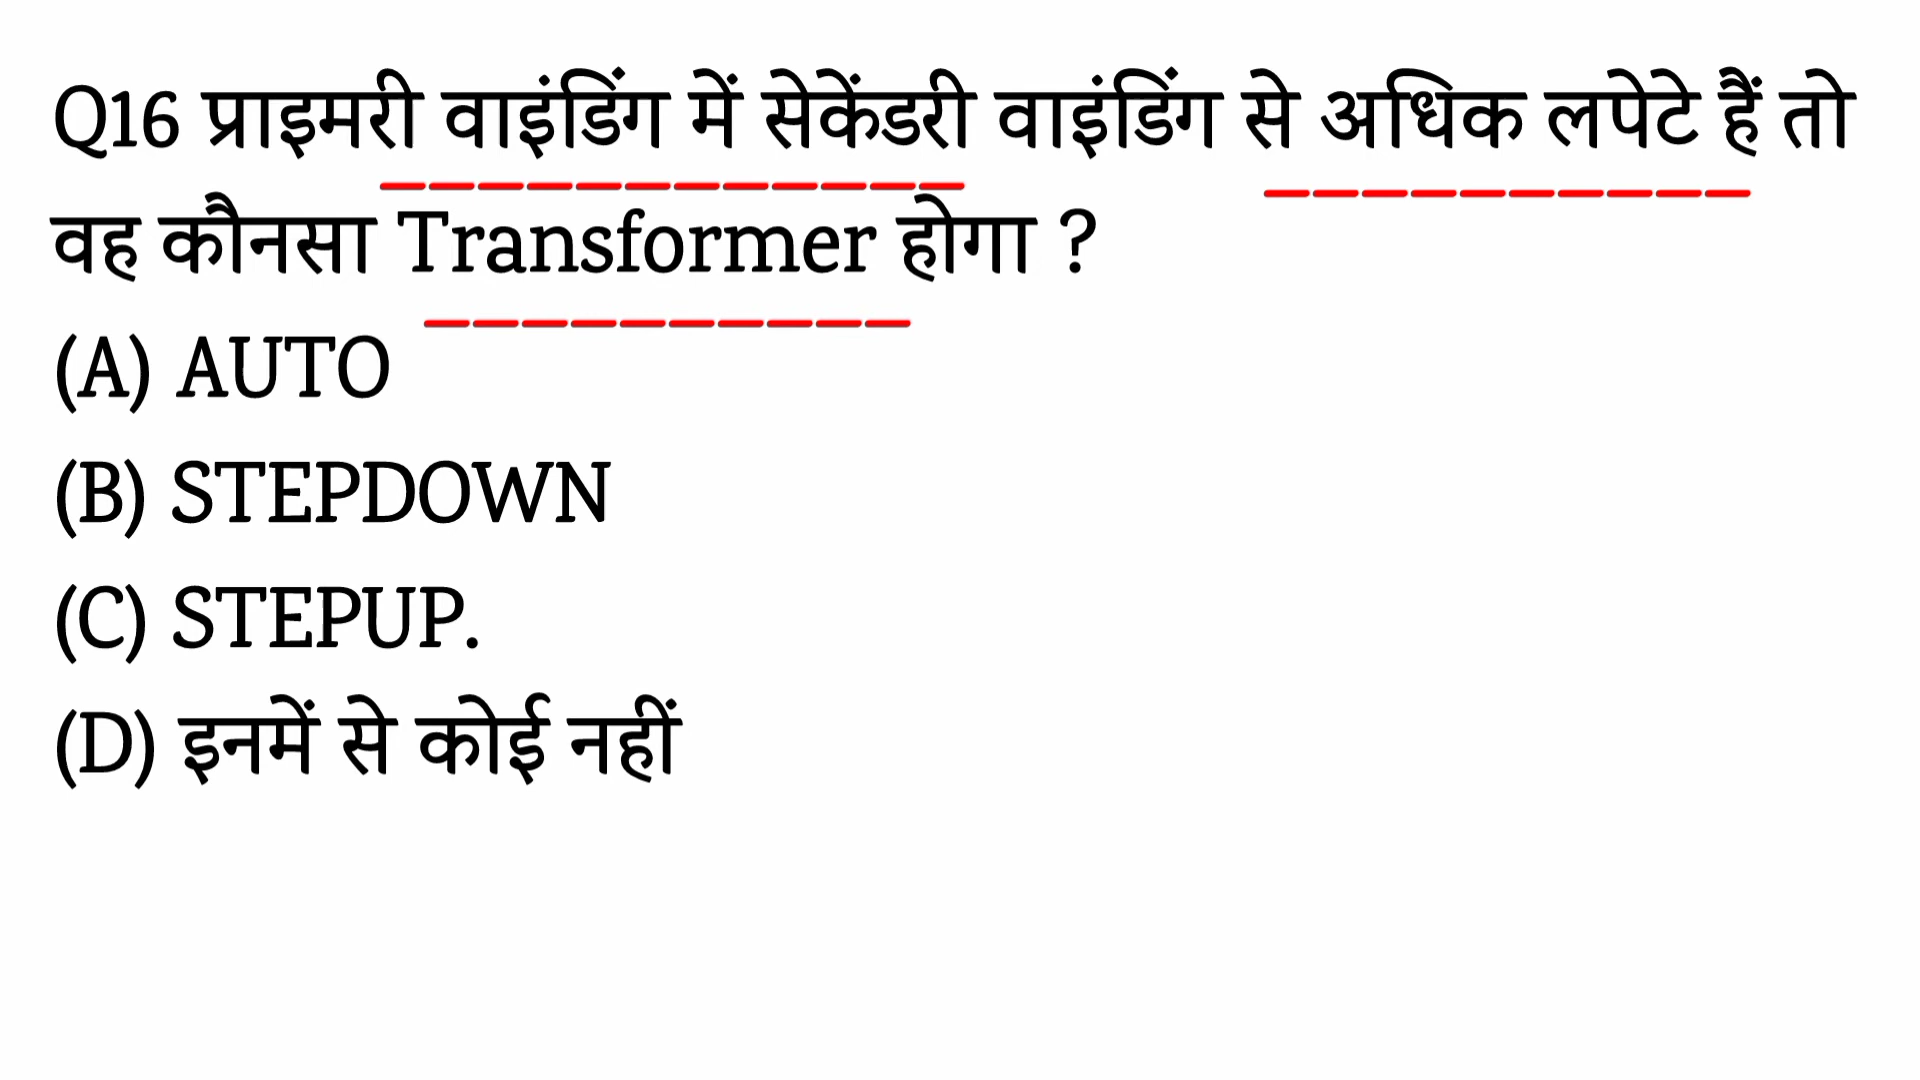 Q16 प्राइमरी वाइंडिंग में सेकेंडरी वाइंडिंग से अधिक लपेटे हैं तो
वह कौनसा Transformer होगा ?
(A) AUTO
(B) STEPDOWN
(C) STEPUP.
(D) इनमें से कोई नहीं